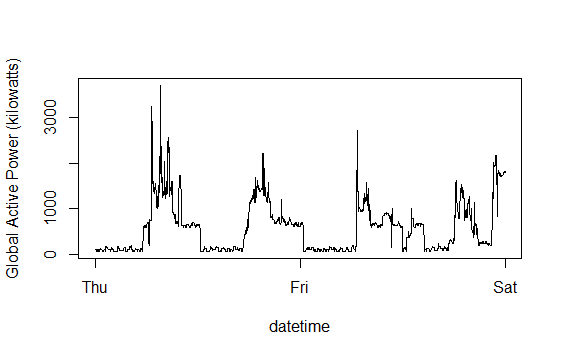 Global Active Power (kilowatts)
3000
1000
0
Thu
Fri
Sat
datetime